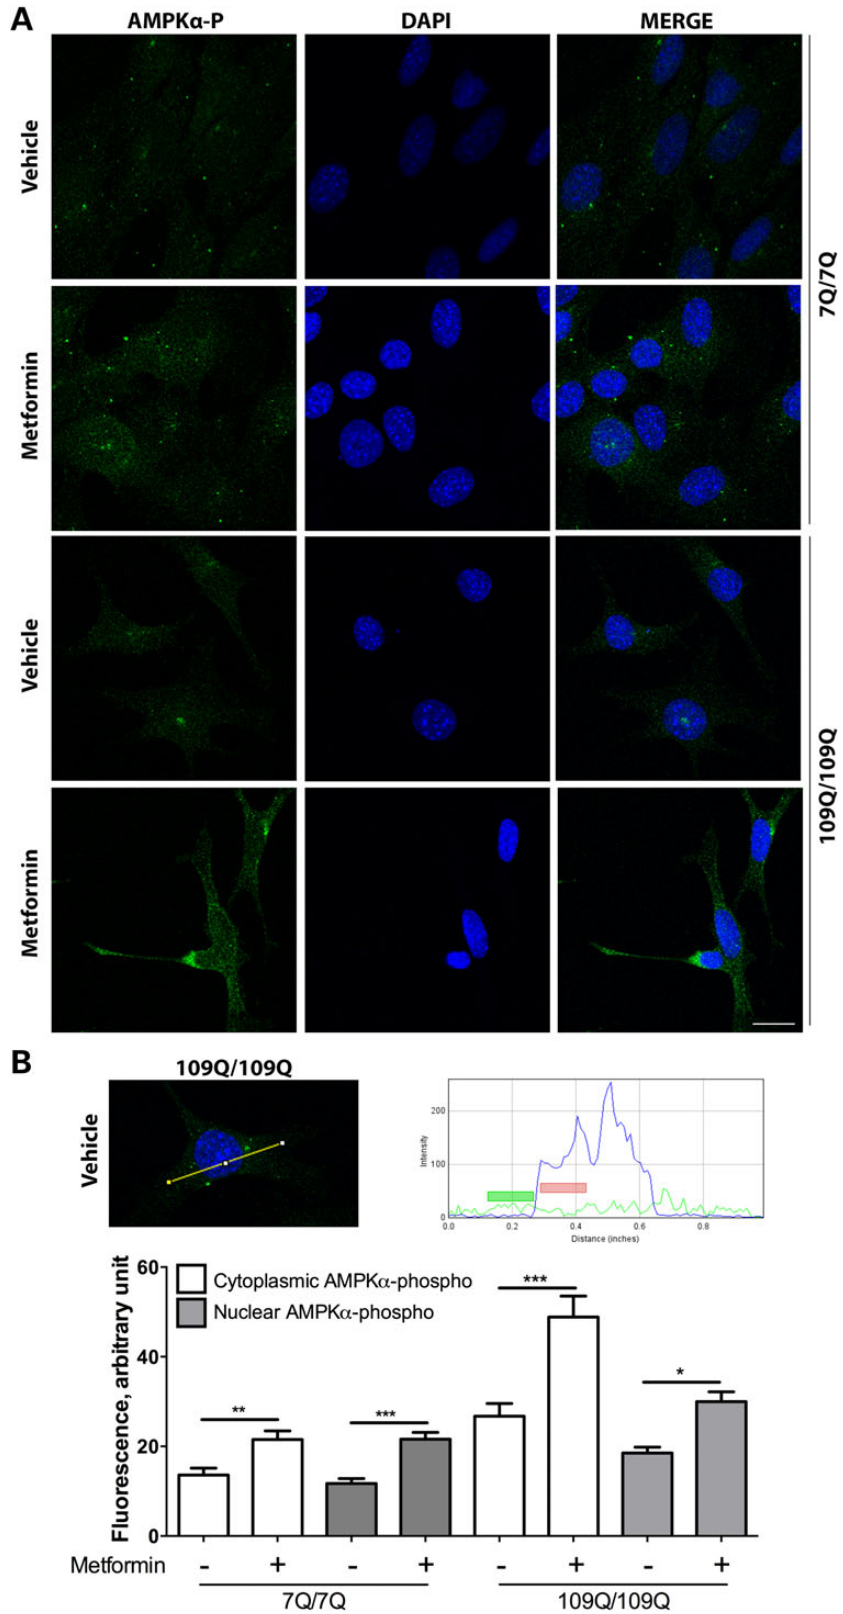 A
AMPKα-P DAPI MERGE
Vehicle
Metformin
7Q/7Q
Vehicle
Metformin
109Q/109Q
B
109Q/109Q
Vehicle
Intensity
200
100
0
0.0 0.2 0.4 0.6 0.8
Distance (inches)
Fluorescence, arbitrary unit
60
40
20
0
Cytoplasmic AMPKα-phospho
Nuclear AMPKα-phospho
** *** *** *
Metformin - + - + - + - +
7Q/7Q 109Q/109Q